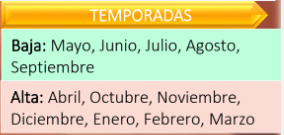 TEMPORADAS
Baja: Mayo, Junio, Julio, Agosto,
Septiembre
Alta: Abril, Octubre, Noviembre,
Diciembre, Enero, Febrero, Marzo